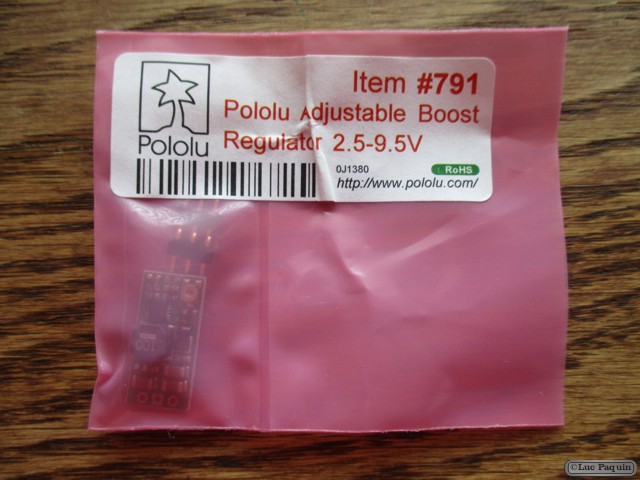 Item #791
Pololu Adjustable Boost
Regulator 2.5-9.5V
Pololu
0J1380
RoHS
http://www.pololu.com/
100
©Luc Paquin